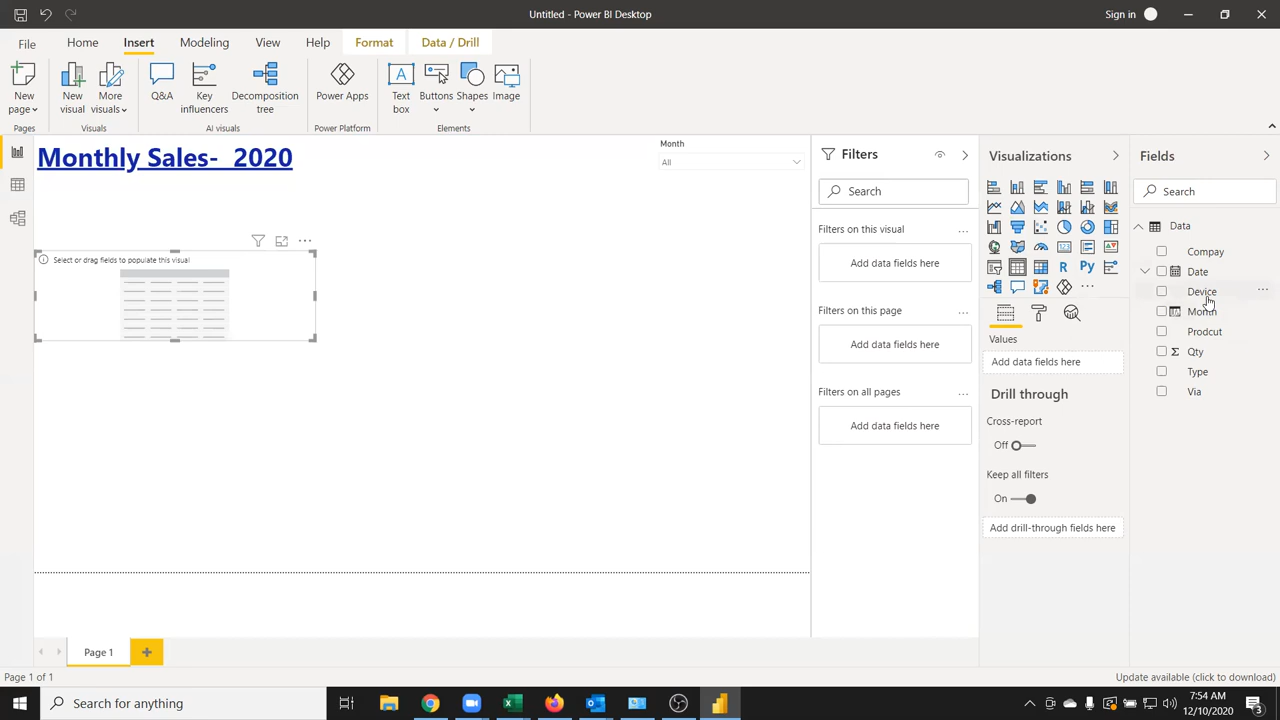 Untitled - Power BI Desktop
Sign in
File
Home
Insert
Modeling
View
Help
Format
Data / Drill
New page
New visual
More visuals
Q&A
Key influencers
Decomposition tree
Power Apps
Text box
Buttons
Shapes
Image
Pages
Visuals
AI visuals
Power Platform
Elements
Monthly Sales- 2020
Month
All
Select or drag fields to populate this visual
Filters
Search
Filters on this visual
Add data fields here
Filters on this page
Add data fields here
Filters on all pages
Add data fields here
Visualizations
R
Py
123
Values
Add data fields here
Drill through
Cross-report
Off
Keep all filters
On
Add drill-through fields here
Fields
Search
Data
Compay
Date
Device
Month
Prodcut
Σ Qty
Type
Via
Page 1
Page 1 of 1
Update available (click to download)
Search for anything
7:54 AM
12/10/2020
3